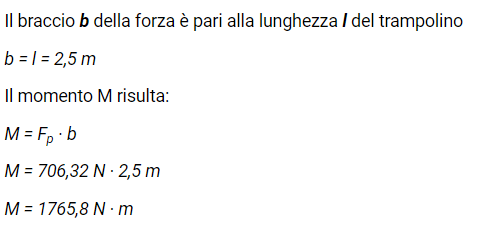 Il braccio b della forza è pari alla lunghezza l del trampolino
b = l = 2,5 m
Il momento M risulta:
M = Fp · b
M = 706,32 N · 2,5 m
M = 1765,8 N · m